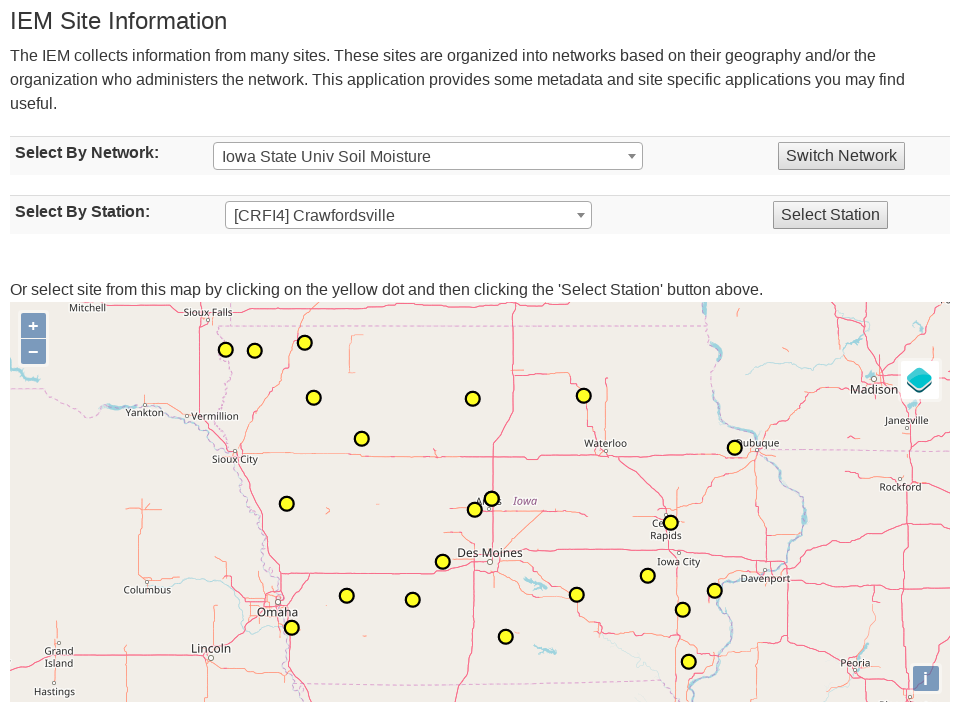 IEM Site Information
The IEM collects information from many sites. These sites are organized into networks based on their geography and/or the
organization who administers the network. This application provides some metadata and site specific applications you may find
useful.
Select By Network:
Iowa State Univ Soil Moisture
Switch Network
Select By Station:
[CRFI4] Crawfordsville
Select Station
Or select site from this map by clicking on the yellow dot and then clicking the 'Select Station' button above.
Mitchell
Sioux Falls
+
−
Madison
Yankton
Vermillion
Janesville
Waterloo
Dubuque
Sioux City
Rockford
Iowa
Rapids
Des Moines
Iowa City
Davenport
Columbus
Omaha
Lincoln
Grand
Island
Peoria
Hastings
i